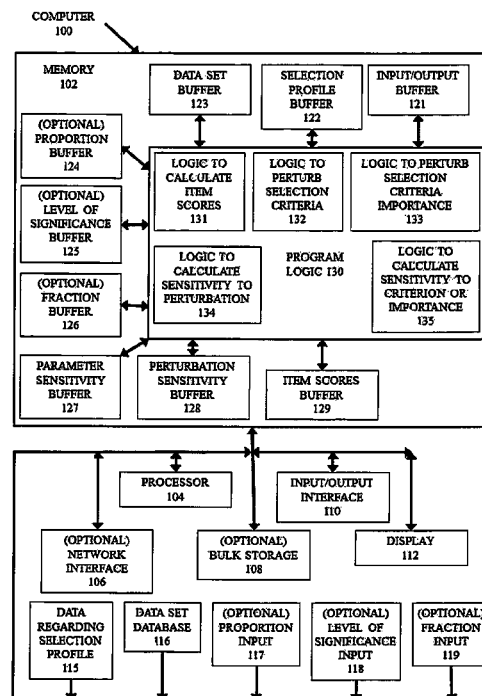 COMPUTER
100
MEMORY
102
DATA SET
BUFFER
123
SELECTION
PROFILE
BUFFER
122
INPUT/OUTPUT
BUFFER
121
(OPTIONAL)
PROPORTION
BUFFER
124
(OPTIONAL)
LEVEL OF
SIGNIFICANCE
BUFFER
125
(OPTIONAL)
FRACTION
BUFFER
126
LOGIC TO
CALCULATE
ITEM
SCORES
131
LOGIC TO
PERTURB
SELECTION
CRITERIA
132
LOGIC TO PERTURB
SELECTION
CRITERIA
IMPORTANCE
133
LOGIC TO
CALCULATE
SENSITIVITY TO
PERTURBATION
134
PROGRAM
LOGIC 130
LOGIC TO
CALCULATE
SENSITIVITY TO
CRITERION OR
IMPORTANCE
135
PARAMETER
SENSITIVITY
BUFFER
127
PERTURBATION
SENSITIVITY
BUFFER
128
ITEM SCORES
BUFFER
129
PROCESSOR
104
INPUT/OUTPUT
INTERFACE
110
(OPTIONAL)
NETWORK
INTERFACE
106
(OPTIONAL)
BULK STORAGE
108
DISPLAY
112
DATA
REGARDING
SELECTION
PROFILE
115
DATA SET
DATABASE
116
(OPTIONAL)
PROPORTION
INPUT
117
(OPTIONAL)
LEVEL OF
SIGNIFICANCE
INPUT
118
(OPTIONAL)
FRACTION
INPUT
119